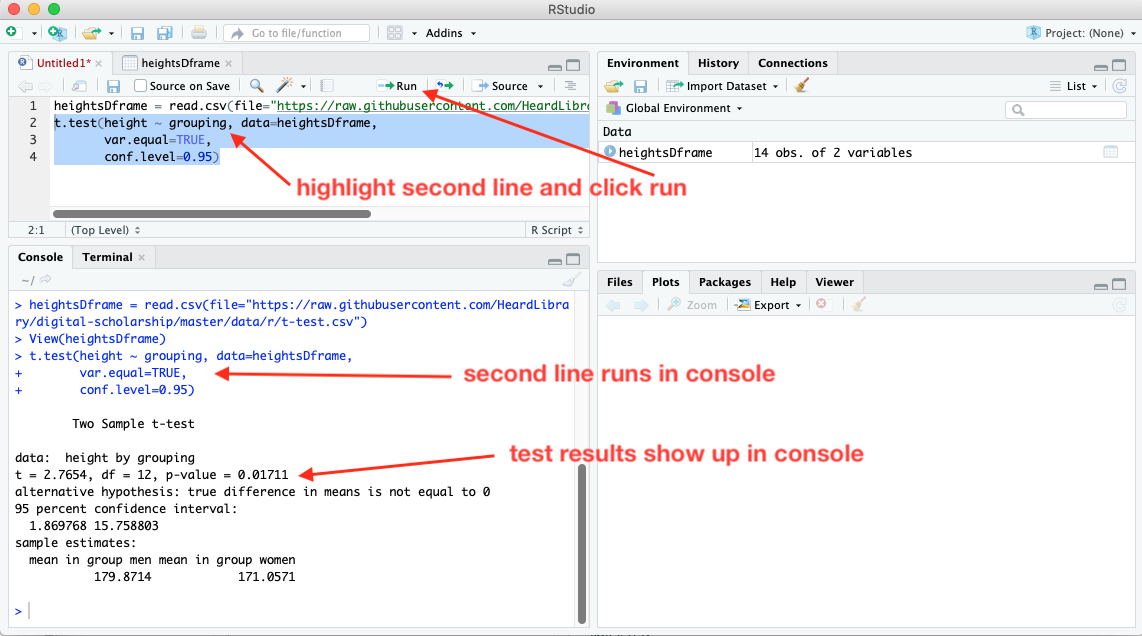 RStudio
Go to file/function
Addins
Project: (None)
Untitled1*
heightsDframe
Source on Save
Run
Source
1 heightsDframe = read.csv(file="https://raw.githubusercontent.com/HeardLibr
2 t.test(height ~ grouping, data=heightsDframe,
3 var.equal=TRUE,
4 conf.level=0.95)
highlight second line and click run
2:1 (Top Level) R Script
Console Terminal
~/
> heightsDframe = read.csv(file="https://raw.githubusercontent.com/HeardLibra
ry/digital-scholarship/master/data/r/t-test.csv")
> View(heightsDframe)
> t.test(height ~ grouping, data=heightsDframe,
+ var.equal=TRUE,
+ conf.level=0.95)
second line runs in console
Two Sample t-test
data: height by grouping
t = 2.7654, df = 12, p-value = 0.01711
test results show up in console
alternative hypothesis: true difference in means is not equal to 0
95 percent confidence interval:
1.869768 15.758803
sample estimates:
mean in group men mean in group women
179.8714 171.0571
>
Environment History Connections
Import Dataset
List
Global Environment
Data
heightsDframe 14 obs. of 2 variables
Files Plots Packages Help Viewer
Zoom Export